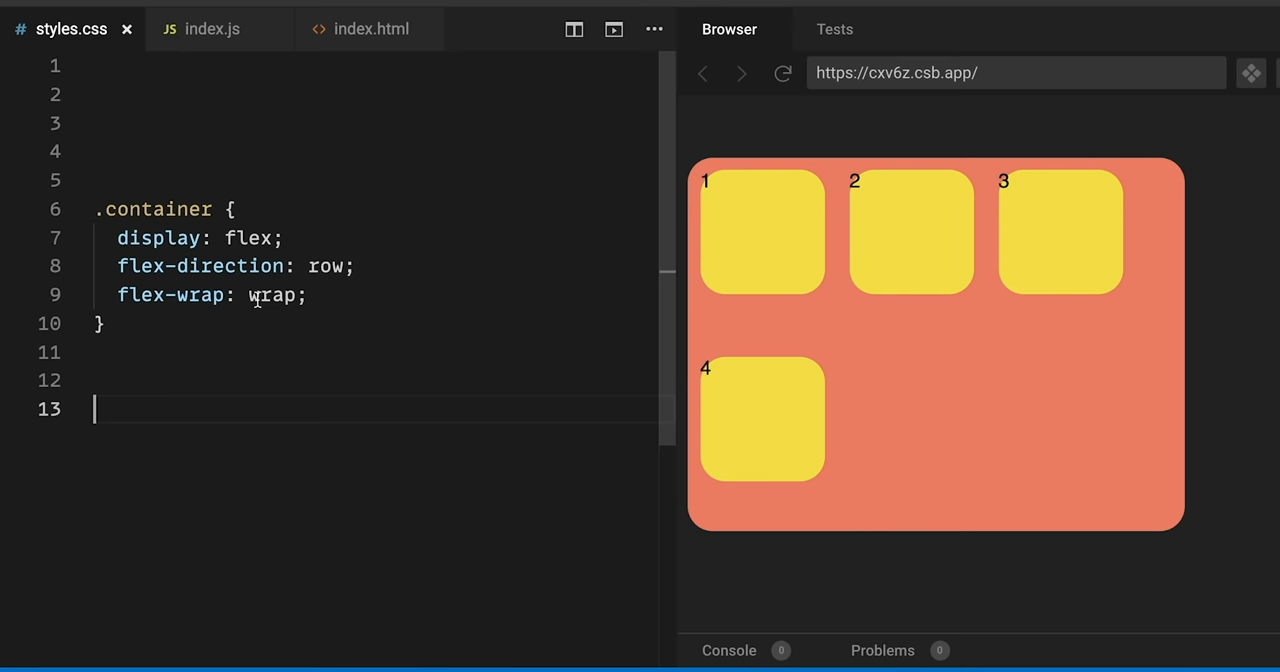 # styles.css × JS index.js <> index.html
1
2
3
4
5
6 .container {
7 display: flex;
8 flex-direction: row;
9 flex-wrap: wrap;
10 }
11
12
13
Browser Tests
https://cxv6z.csb.app/
1 2 3
4
Console 0 Problems 0